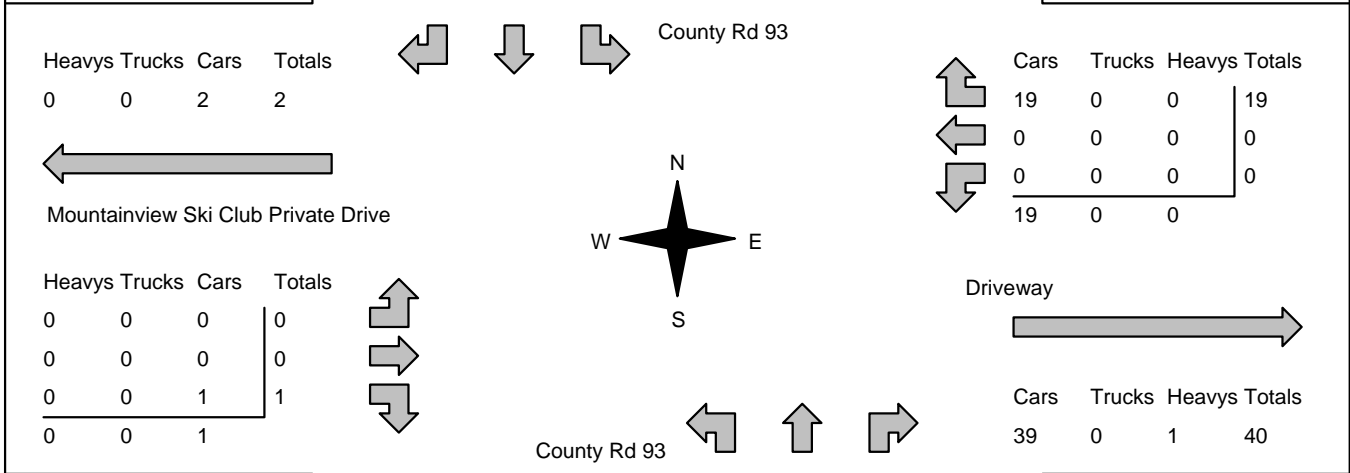 County Rd 93
Heavys Trucks Cars Totals
0 0 2 2
Mountainview Ski Club Private Drive
Heavys Trucks Cars Totals
0 0 0 0
0 0 0 0
0 0 1 1
0 0 1
N
W E
S
County Rd 93
Cars Trucks Heavys Totals
19 0 0 19
0 0 0 0
0 0 0 0
19 0 0
Driveway
Cars Trucks Heavys Totals
39 0 1 40